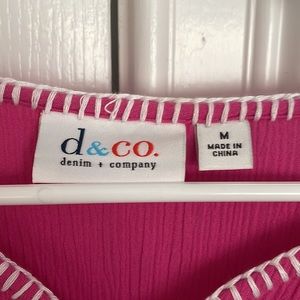 d&co.
denim + company
M
MADE IN
CHINA